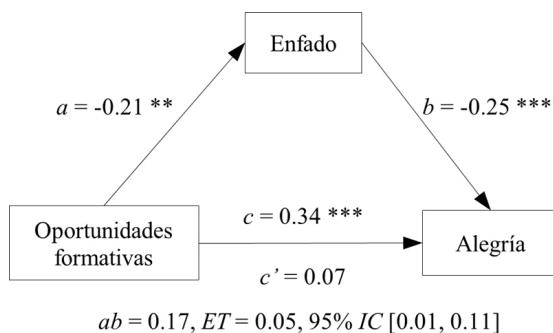 Enfado
a = -0.21 **
b = -0.25 ***
Oportunidades
formativas
c = 0.34 ***
c’ = 0.07
Alegría
ab = 0.17, ET = 0.05, 95% IC [0.01, 0.11]